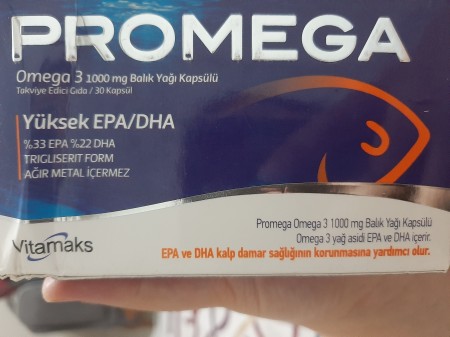 PROMEGA
Omega 3 1000 mg Balık Yağı Kapsülü
Takviye Edici Gıda / 30 Kapsül
Yüksek EPA/DHA
%33 EPA %22 DHA
TRIGLISERIT FORM
AĞIR METAL İÇERMEZ
Vitamaks
Promega Omega 3 1000 mg Balık Yağı Kapsülü
Omega 3 yağ asidi EPA ve DHA içerir.
EPA ve DHA kalp damar sağlığının korunmasına yardımcı olur.